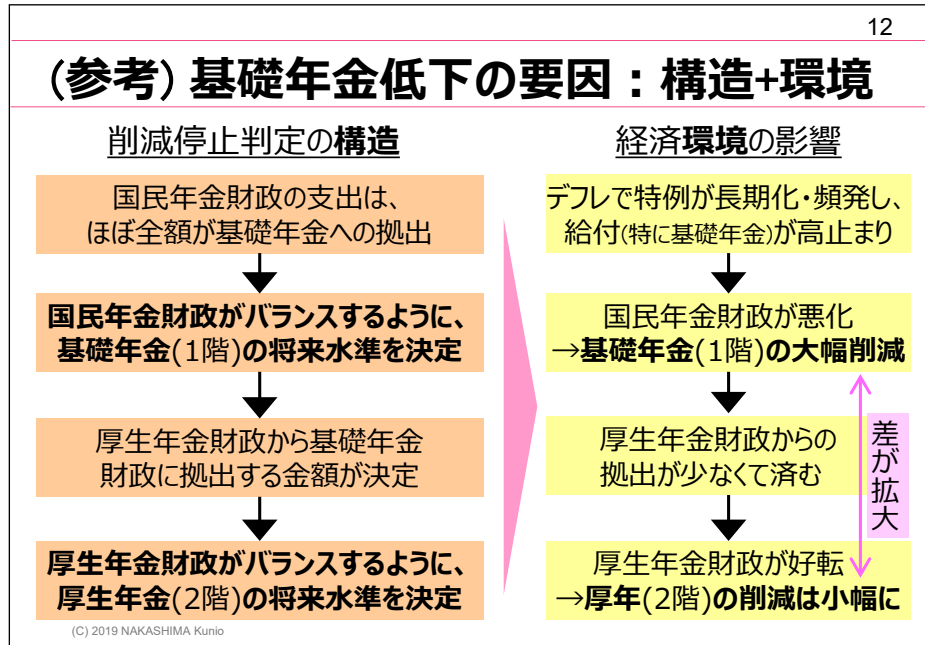 12
(参考) 基礎年金低下の要因：構造+環境
削減停止判定の構造
国民年金財政の支出は、
ほぼ全額が基礎年金への拠出
国民年金財政がバランスするように、
基礎年金(1階)の将来水準を決定
厚生年金財政から基礎年金
財政に拠出する金額が決定
厚生年金財政がバランスするように、
厚生年金(2階)の将来水準を決定
経済環境の影響
デフレで特例が長期化・頻発し、
給付(特に基礎年金)が高止まり
国民年金財政が悪化
→基礎年金(1階)の大幅削減
厚生年金財政からの
拠出が少なくて済む
厚生年金財政が好転
→厚年(2階)の削減は小幅に
差が拡大
(C) 2019 NAKASHIMA Kunio